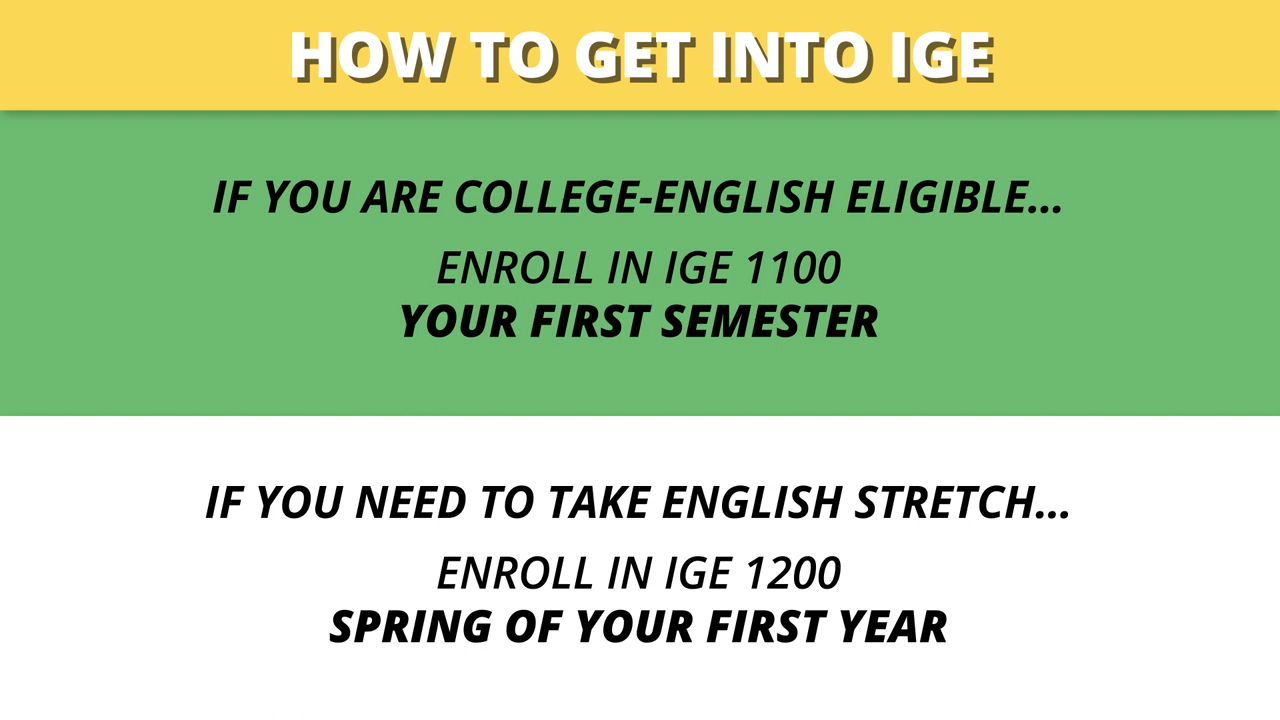 HOW TO GET INTO IGE
IF YOU ARE COLLEGE-ENGLISH ELIGIBLE...
ENROLL IN IGE 1100
YOUR FIRST SEMESTER
IF YOU NEED TO TAKE ENGLISH STRETCH...
ENROLL IN IGE 1200
SPRING OF YOUR FIRST YEAR